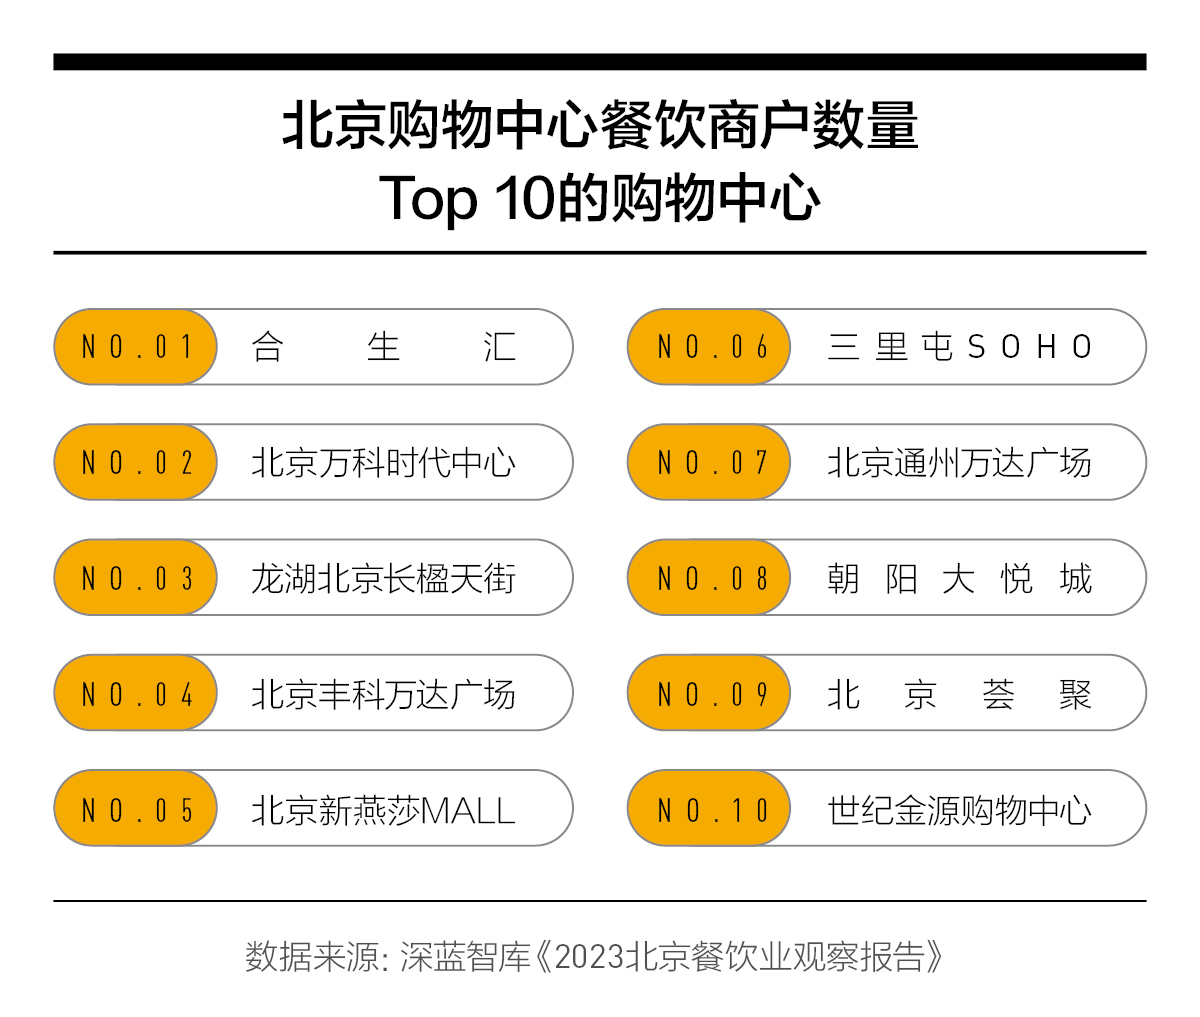 北京购物中心餐饮商户数量
Top 10的购物中心
NO.01 合生汇
NO.02 北京万科时代中心
NO.03 龙湖北京长楹天街
NO.04 北京丰科万达广场
NO.05 北京新燕莎MALL
NO.06 三里屯SOHO
NO.07 北京通州万达广场
NO.08 朝阳大悦城
NO.09 北京荟聚
NO.10 世纪金源购物中心
数据来源：深蓝智库《2023北京餐饮业观察报告》